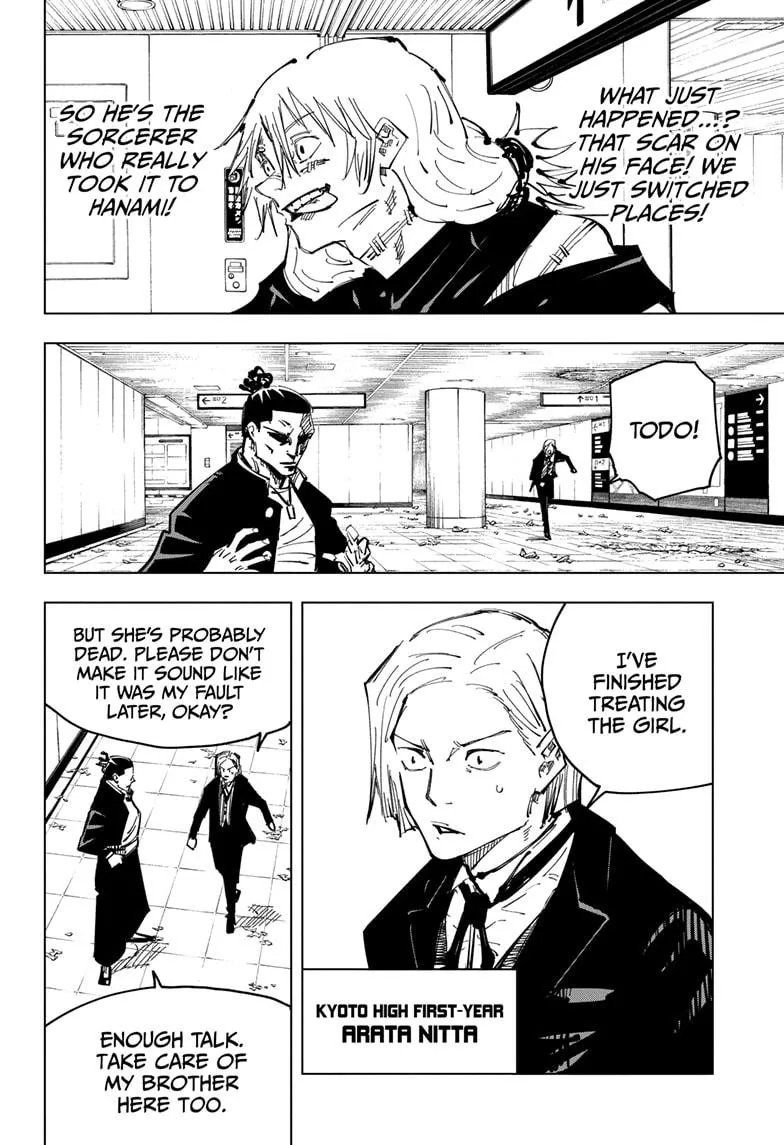 WHAT JUST
HAPPENED...?
THAT SCAR ON
HIS FACE! WE
JUST SWITCHED
PLACES!
SO HE'S THE
SORCERER
WHO REALLY
TOOK IT TO
HANAMI!
TODO!
2
1
I'VE
FINISHED
TREATING
THE GIRL.
KYOTO HIGH FIRST-YEAR
ARATA NITTA
BUT SHE'S PROBABLY
DEAD. PLEASE DON'T
MAKE IT SOUND LIKE
IT WAS MY FAULT
LATER, OKAY?
ENOUGH TALK.
TAKE CARE OF
MY BROTHER
HERE TOO.